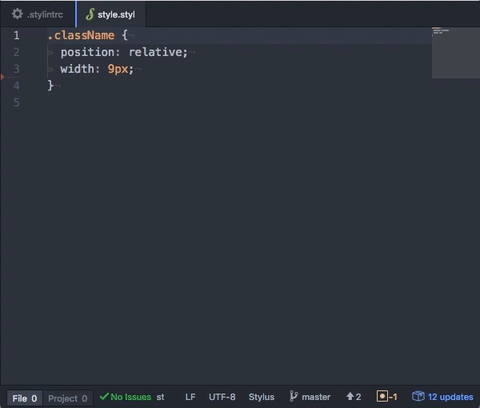 .stylintrc
style.styl
1 .className {
2 position: relative;
3 width: 9px;
4 }
5
File 0 Project 0 No Issues st LF UTF-8 Stylus master 2 -1 12 updates